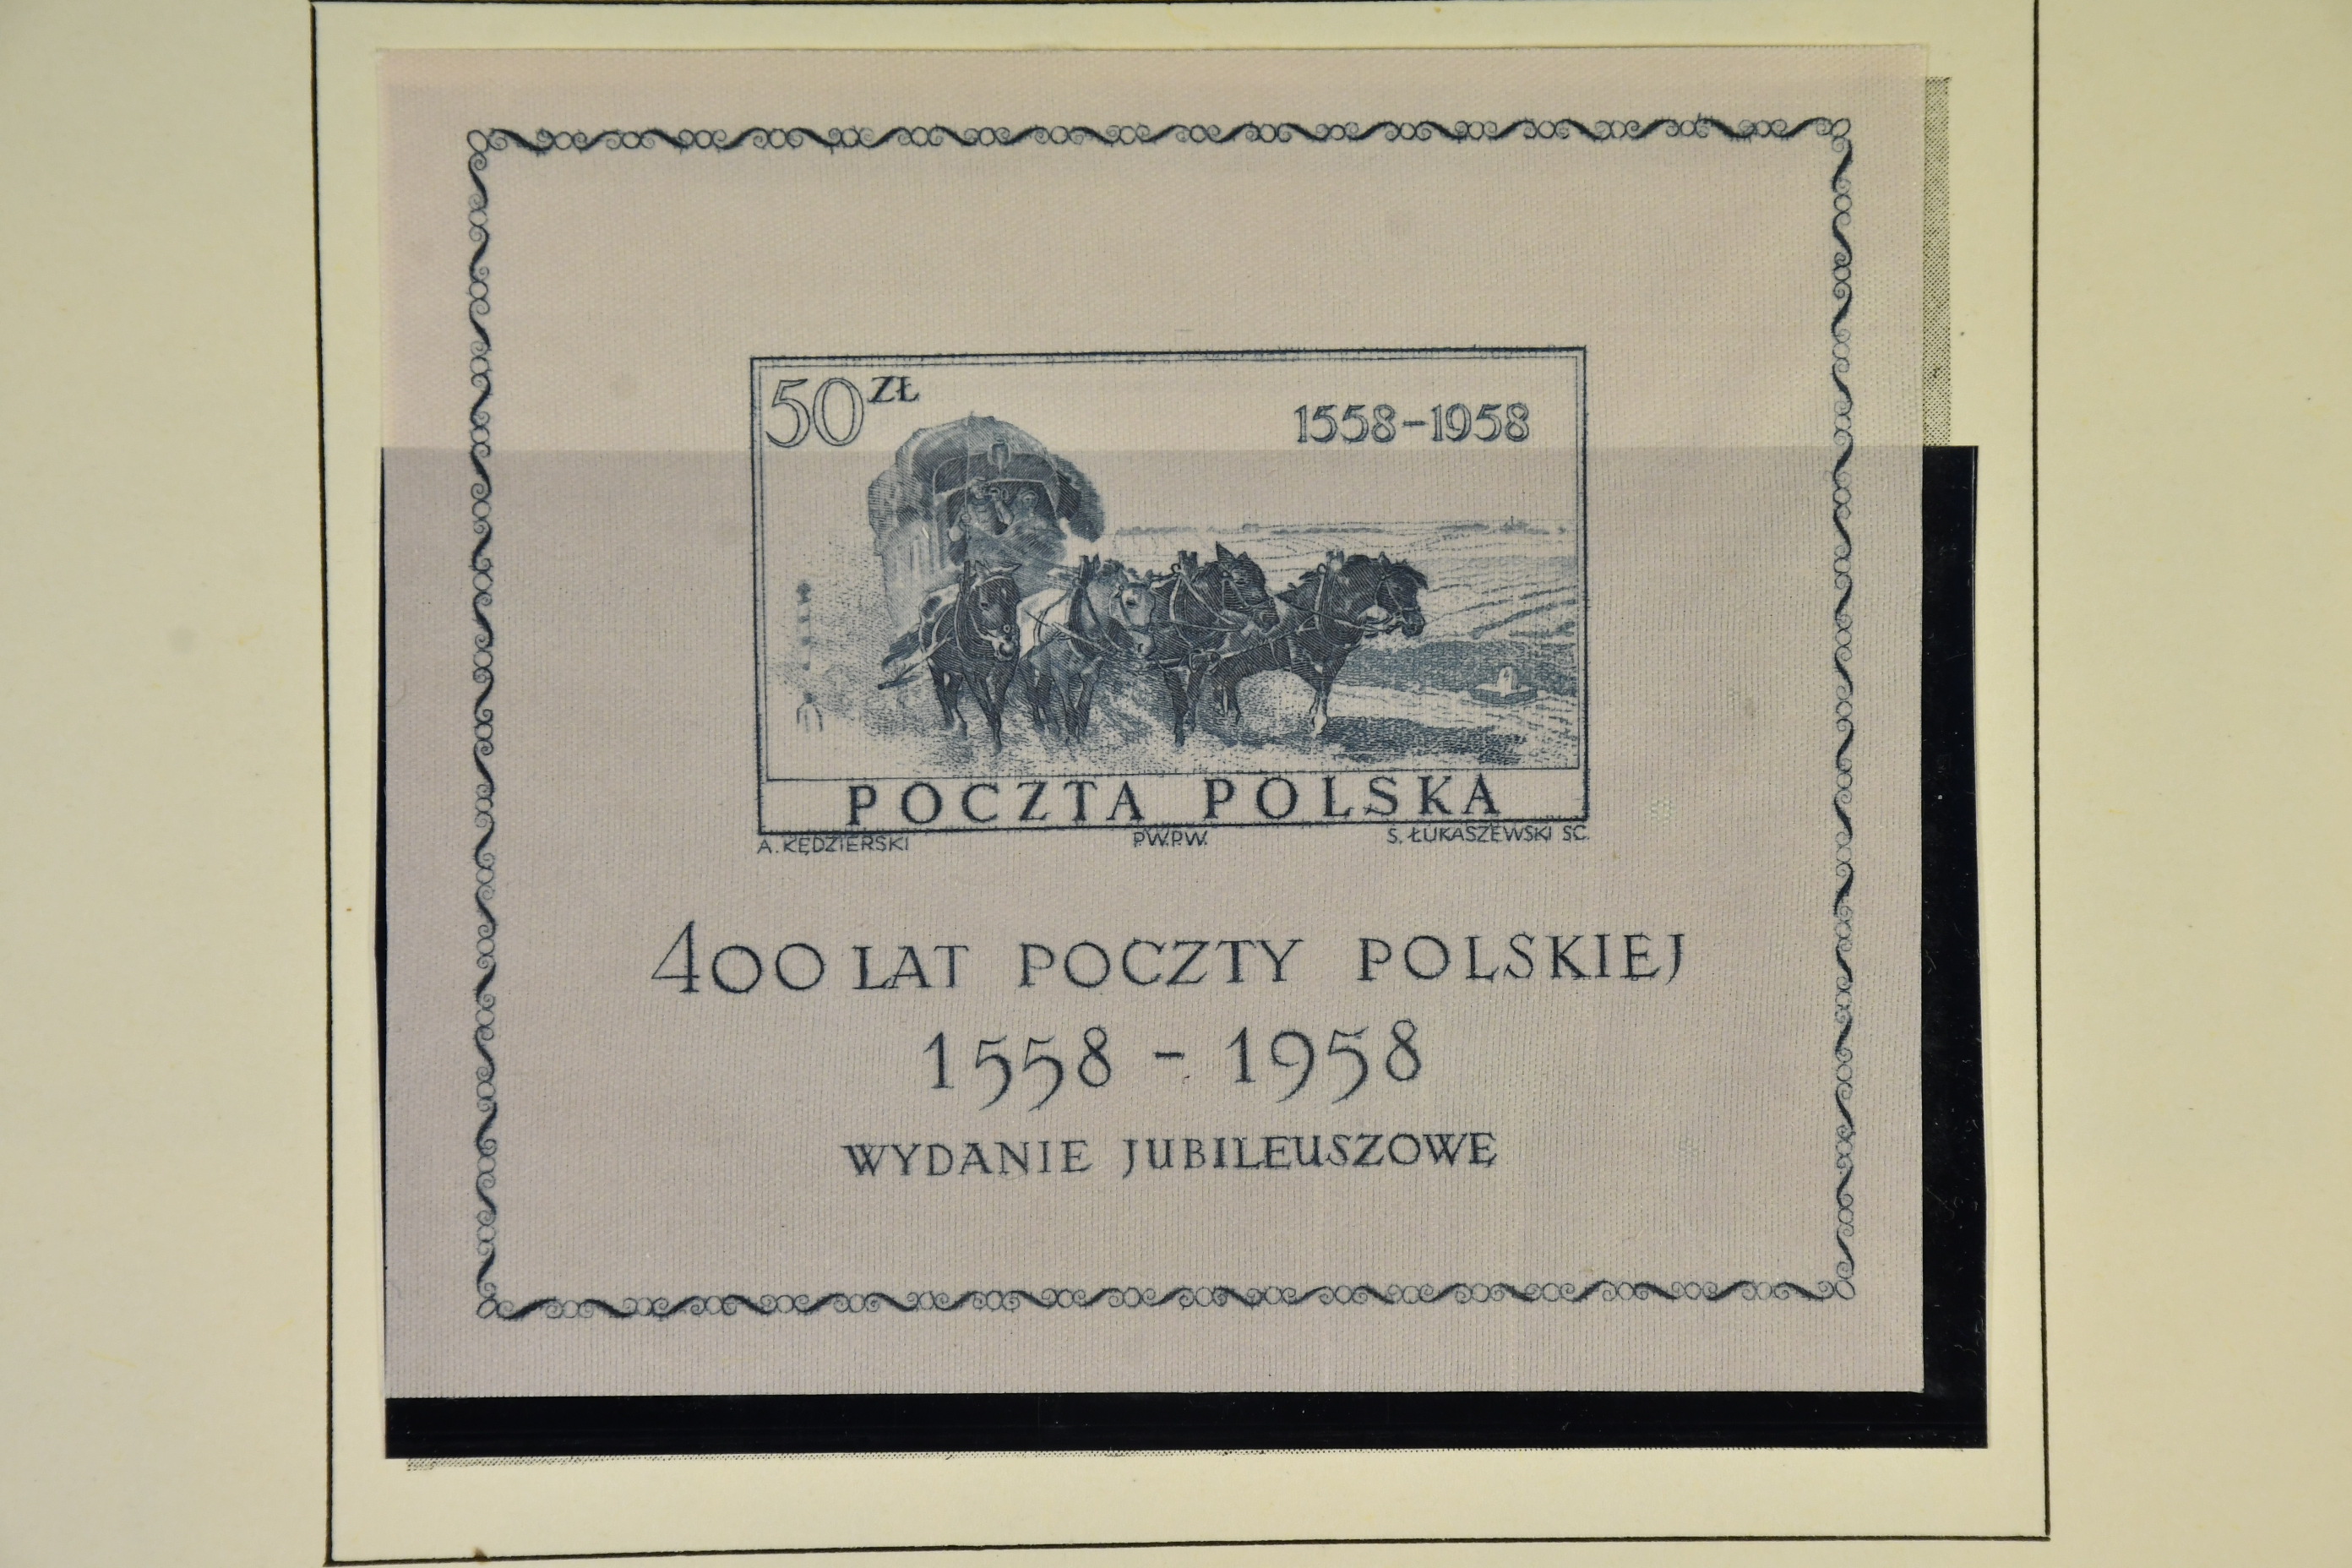 50 ZŁ
1558-1958
POCZTA POLSKA
A. KĘDZIERSKI P.W.P.W. S. ŁUKASZEWSKI SC.
400 LAT POCZTY POLSKIEJ
1558 - 1958
WYDANIE JUBILEUSZOWE